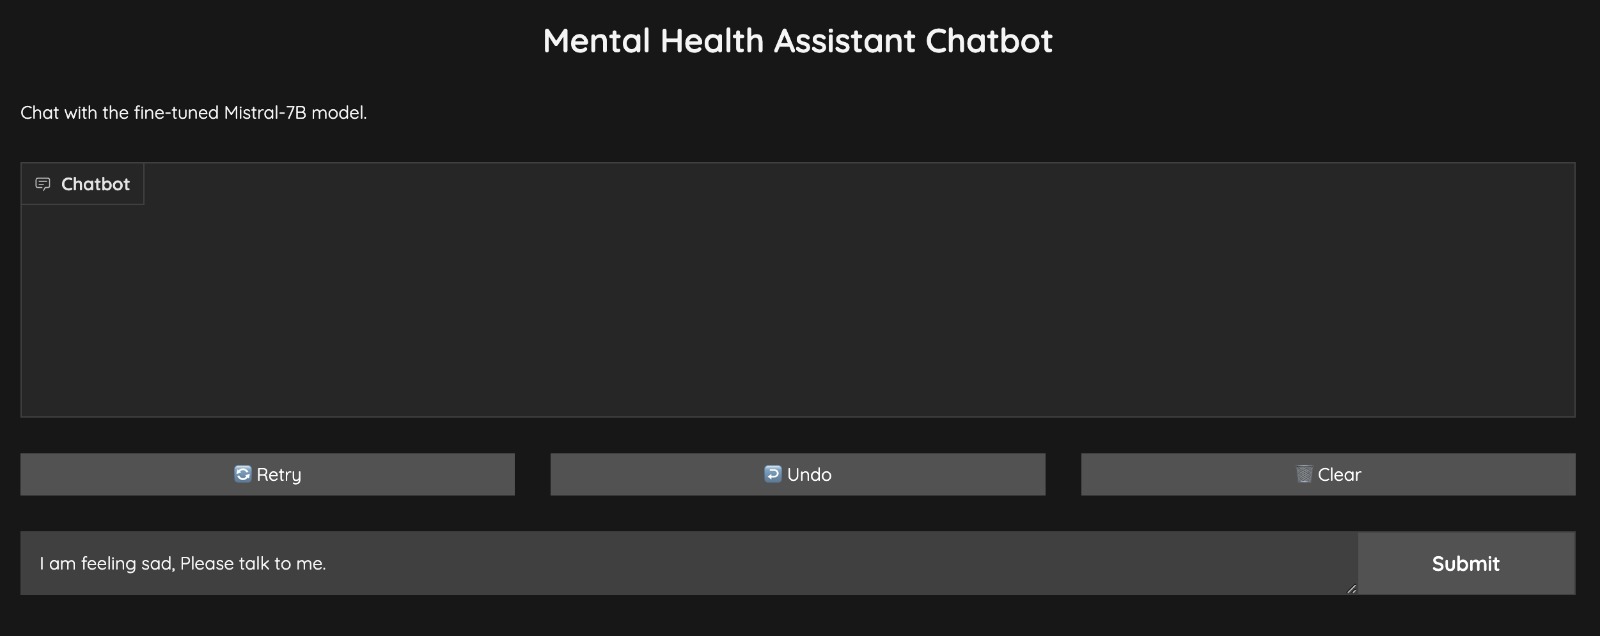 Mental Health Assistant Chatbot
Chat with the fine-tuned Mistral-7B model.
Chatbot
Retry
Undo
Clear
I am feeling sad, Please talk to me.
Submit